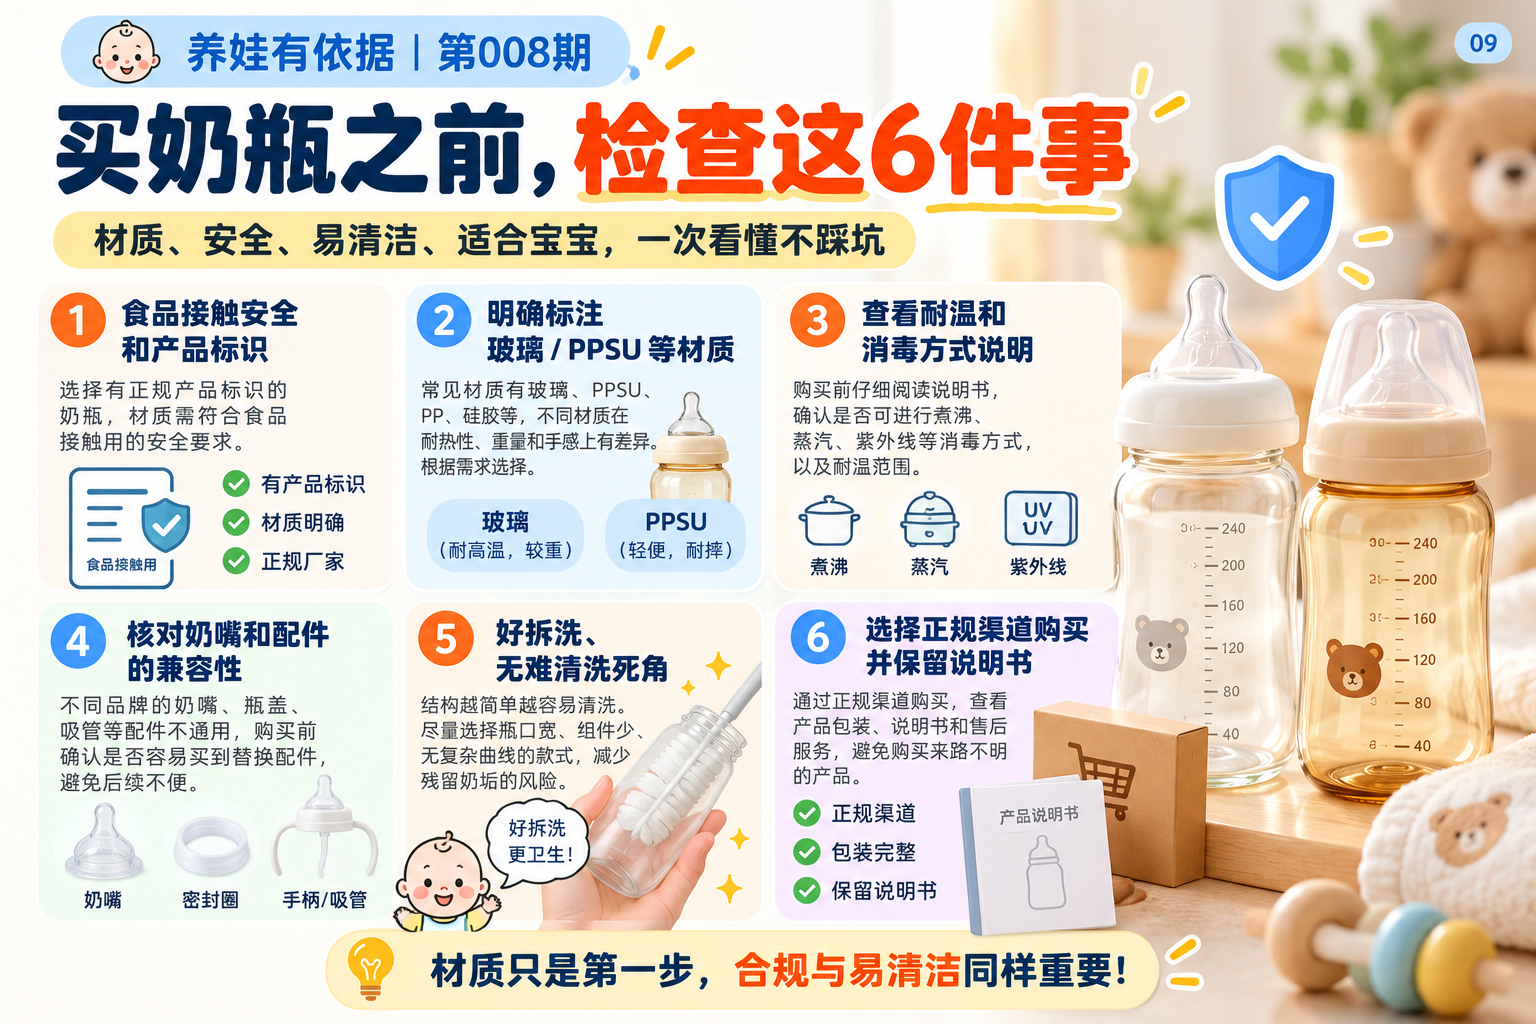 养娃有依据｜第008期
09
买奶瓶之前，检查这6件事
材质、安全、易清洁、适合宝宝，一次看懂不踩坑
1 食品接触安全
和产品标识
选择有正规产品标识的
奶瓶，材质需符合食品
接触用的安全要求。
食品接触用
有产品标识
材质明确
正规厂家
2 明确标注
玻璃 / PPSU 等材质
常见材质有玻璃、PPSU、
PP、硅胶等，不同材质在
耐热性、重量和手感上有差异。
根据需求选择。
玻璃
（耐高温，较重）
PPSU
（轻便，耐摔）
3 查看耐温和
消毒方式说明
购买前仔细阅读说明书，
确认是否可进行煮沸、
蒸汽、紫外线等消毒方式，
以及耐温范围。
UV
UV
煮沸
蒸汽
紫外线
4 核对奶嘴和配件
的兼容性
不同品牌的奶嘴、瓶盖、
吸管等配件不通用，购买前
确认是否容易买到替换配件，
避免后续不便。
奶嘴
密封圈
手柄/吸管
5 好拆洗、
无难清洗死角
结构越简单越容易清洗。
尽量选择瓶口宽、组件少、
无复杂曲线的款式，减少
残留奶垢的风险。
好拆洗
更卫生！
6 选择正规渠道购买
并保留说明书
通过正规渠道购买，查看
产品包装、说明书和售后
服务，避免购买来路不明
的产品。
正规渠道
包装完整
保留说明书
产品说明书
240
200
160
120
80
40
240
200
160
120
80
40
材质只是第一步，合规与易清洁同样重要！